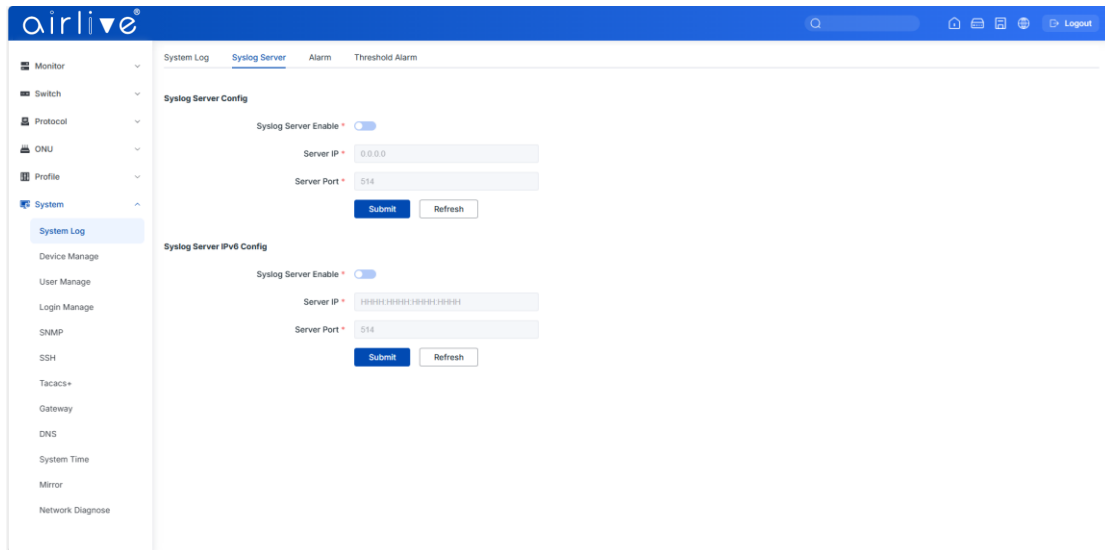 airlive®
Logout
Monitor
Switch
Protocol
ONU
Profile
System
System Log
Device Manage
User Manage
Login Manage
SNMP
SSH
Tacacs+
Gateway
DNS
System Time
Mirror
Network Diagnose
System Log Syslog Server Alarm Threshold Alarm
Syslog Server Config
Syslog Server Enable *
Server IP * 0.0.0.0
Server Port * 514
Submit Refresh
Syslog Server IPv6 Config
Syslog Server Enable *
Server IP *
Server Port * 514
Submit Refresh